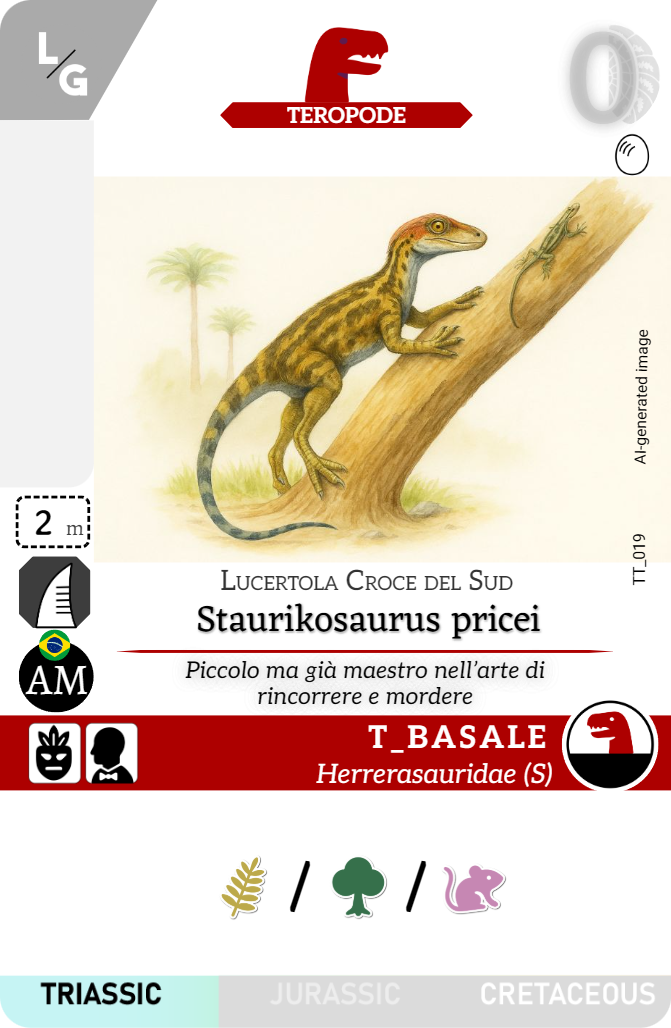 L/G
TEROPODE
0
AI-generated image
TT_019
2 m
AM
Lucertola Croce del Sud
Staurikosaurus pricei
Piccolo ma già maestro nell'arte di
rincorrere e mordere
T_BASALE
Herrerasauridae (S)
/ /
TRIASSIC JURASSIC CRETACEOUS